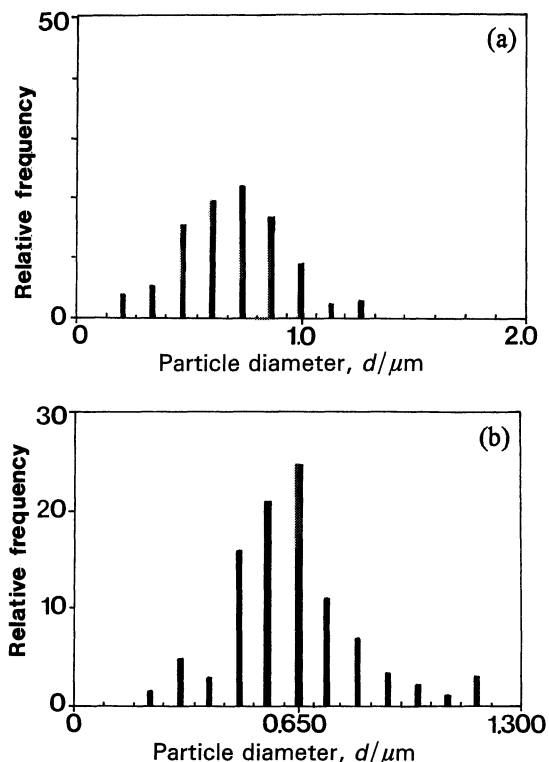 50
(a)
Relative frequency
0
0
1.0
2.0
Particle diameter, d/μm
30
(b)
20
Relative frequency
10
0
0
0.650
1.300
Particle diameter, d/μm